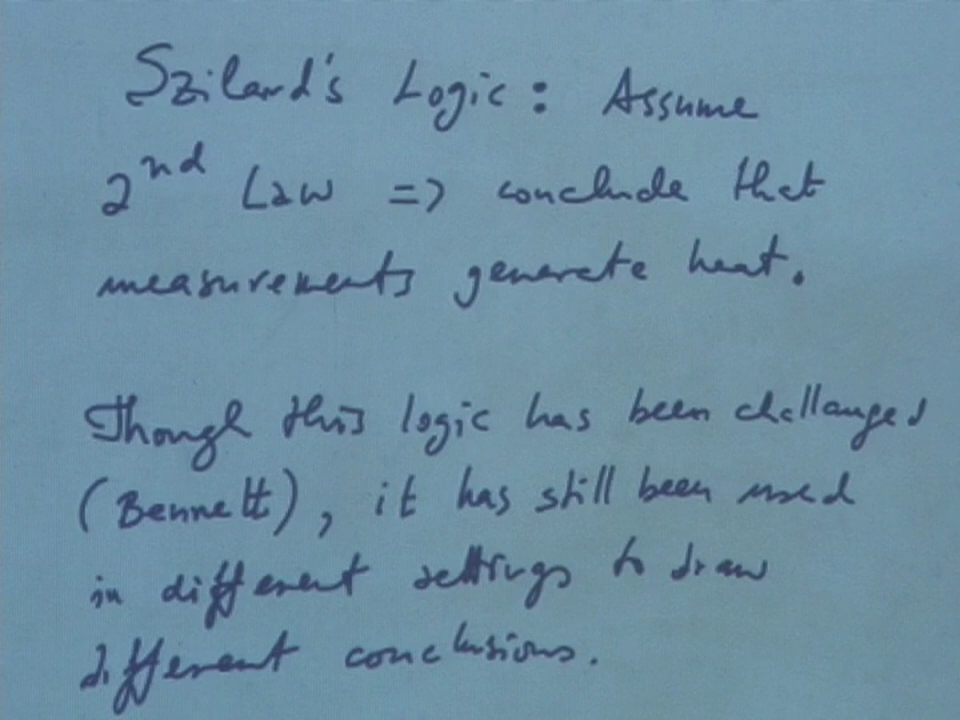 Szilard's Logic: Assume
2nd Law => conclude that
measurements generate heat.
Though this logic has been challanged
(Bennett), it has still been used
in different settings to draw
different conclusions.